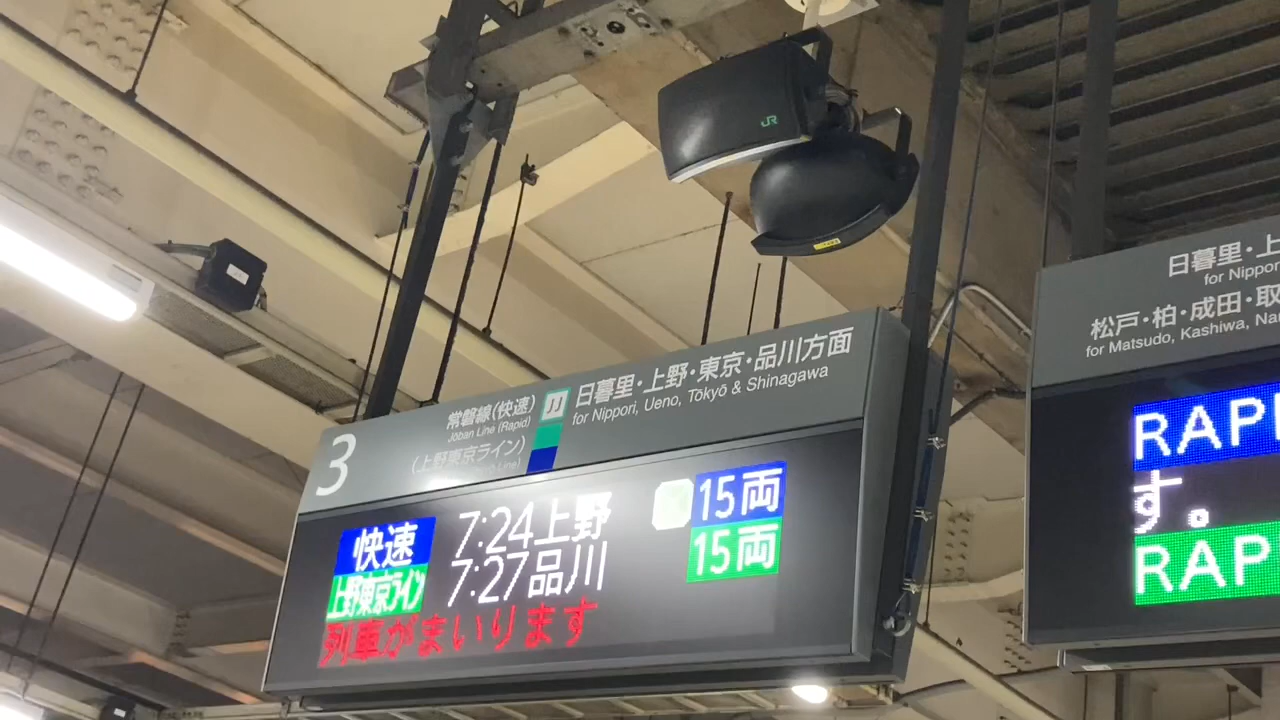 JR
3
常磐線(快速)
Jōban Line (Rapid)
(上野東京ライン)
JJ
日暮里・上野・東京・品川方面
for Nippori, Ueno, Tōkyō & Shinagawa
快速 7:24 上野 15両
上野東京ライン 7:27 品川 15両
列車がまいります
日暮里・上
for Nippor
松戸・柏・成田・取
for Matsudo, Kashiwa, Na
RAPI
す。
RAP